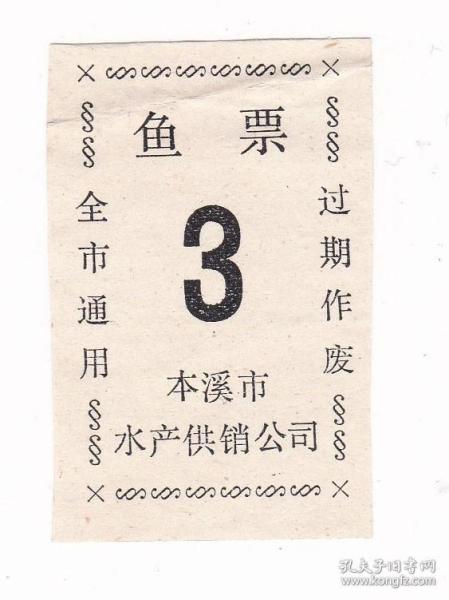 鱼 票
全市通用
3
过期作废
本溪市
水产供销公司
孔夫子旧书网
www.kongfz.com